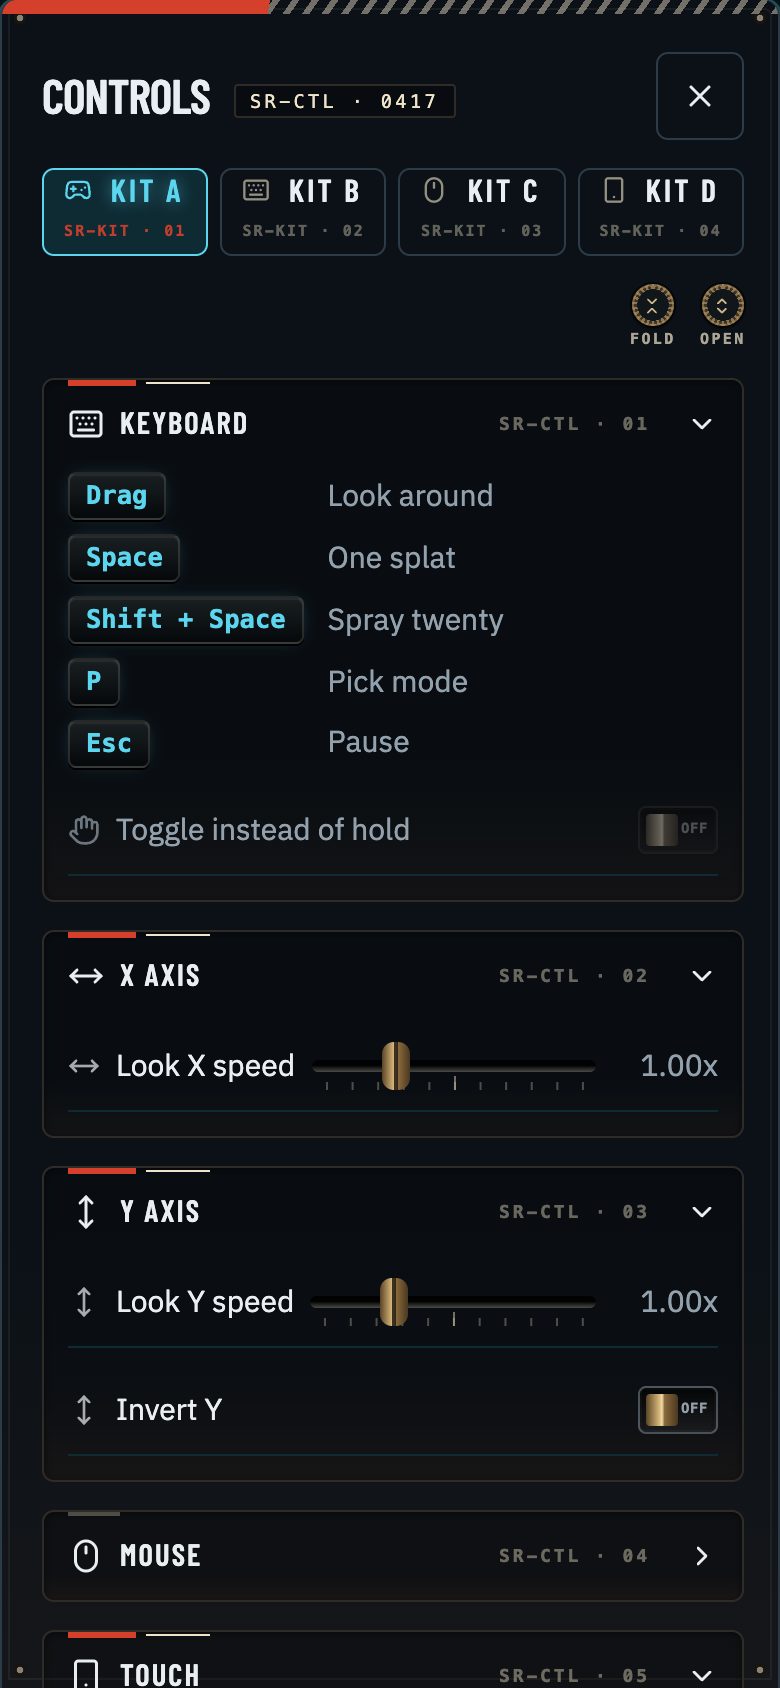 CONTROLS SR-CTL · 0417
KIT A KIT B KIT C KIT D
SR-KIT · 01 SR-KIT · 02 SR-KIT · 03 SR-KIT · 04
FOLD OPEN
KEYBOARD SR-CTL · 01
Drag Look around
Space One splat
Shift + Space Spray twenty
P Pick mode
Esc Pause
Toggle instead of hold OFF
X AXIS SR-CTL · 02
Look X speed 1.00x
Y AXIS SR-CTL · 03
Look Y speed 1.00x
Invert Y OFF
MOUSE SR-CTL · 04
TOUCH SR-CTL · 05